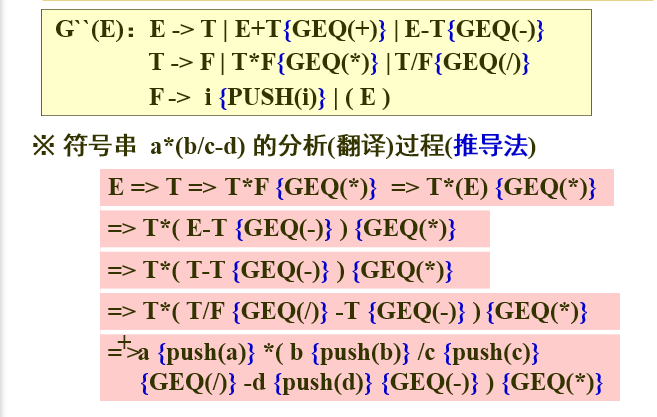 G``(E): E -> T | E+T{GEQ(+)} | E-T{GEQ(-)}
T -> F | T*F{GEQ(*)} | T/F{GEQ(/)}
F -> i {PUSH(i)} | ( E )
※ 符号串 a*(b/c-d) 的分析(翻译)过程(推导法)
E => T => T*F {GEQ(*)} => T*(E) {GEQ(*)}
=> T*( E-T {GEQ(-)} ) {GEQ(*)}
=> T*( T-T {GEQ(-)} ) {GEQ(*)}
=> T*( T/F {GEQ(/)} -T {GEQ(-)} ) {GEQ(*)}
=+>a {push(a)} *( b {push(b)} /c {push(c)}
{GEQ(/)} -d {push(d)} {GEQ(-)} ) {GEQ(*)}